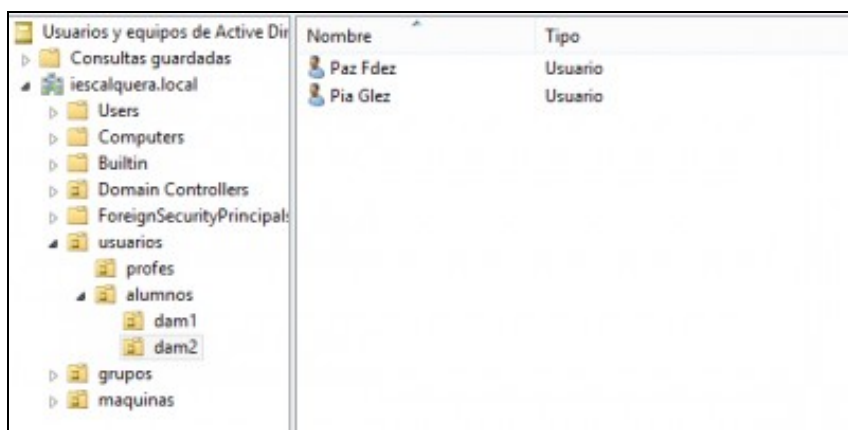 Usuarios y equipos de Active Dir
Consultas guardadas
iescalquera.local
Users
Computers
Builtin
Domain Controllers
ForeignSecurityPrincipals
usuarios
profes
alumnos
dam1
dam2
grupos
maquinas
Nombre Tipo
Paz Fdez Usuario
Pia Glez Usuario